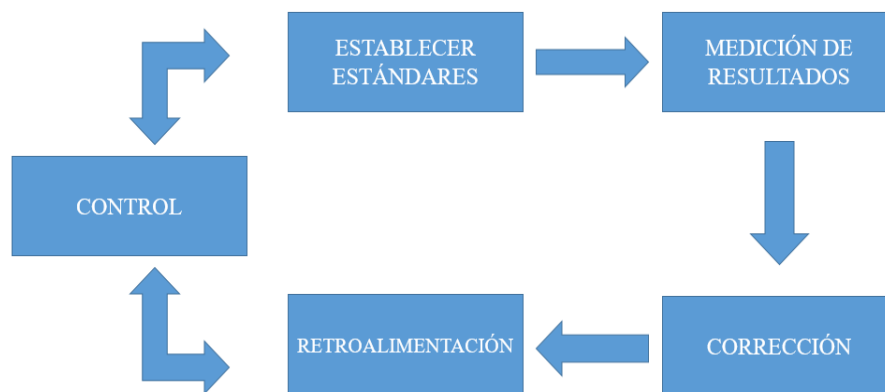 ESTABLECER
ESTÁNDARES
MEDICIÓN DE
RESULTADOS
CONTROL
RETROALIMENTACIÓN
CORRECCIÓN